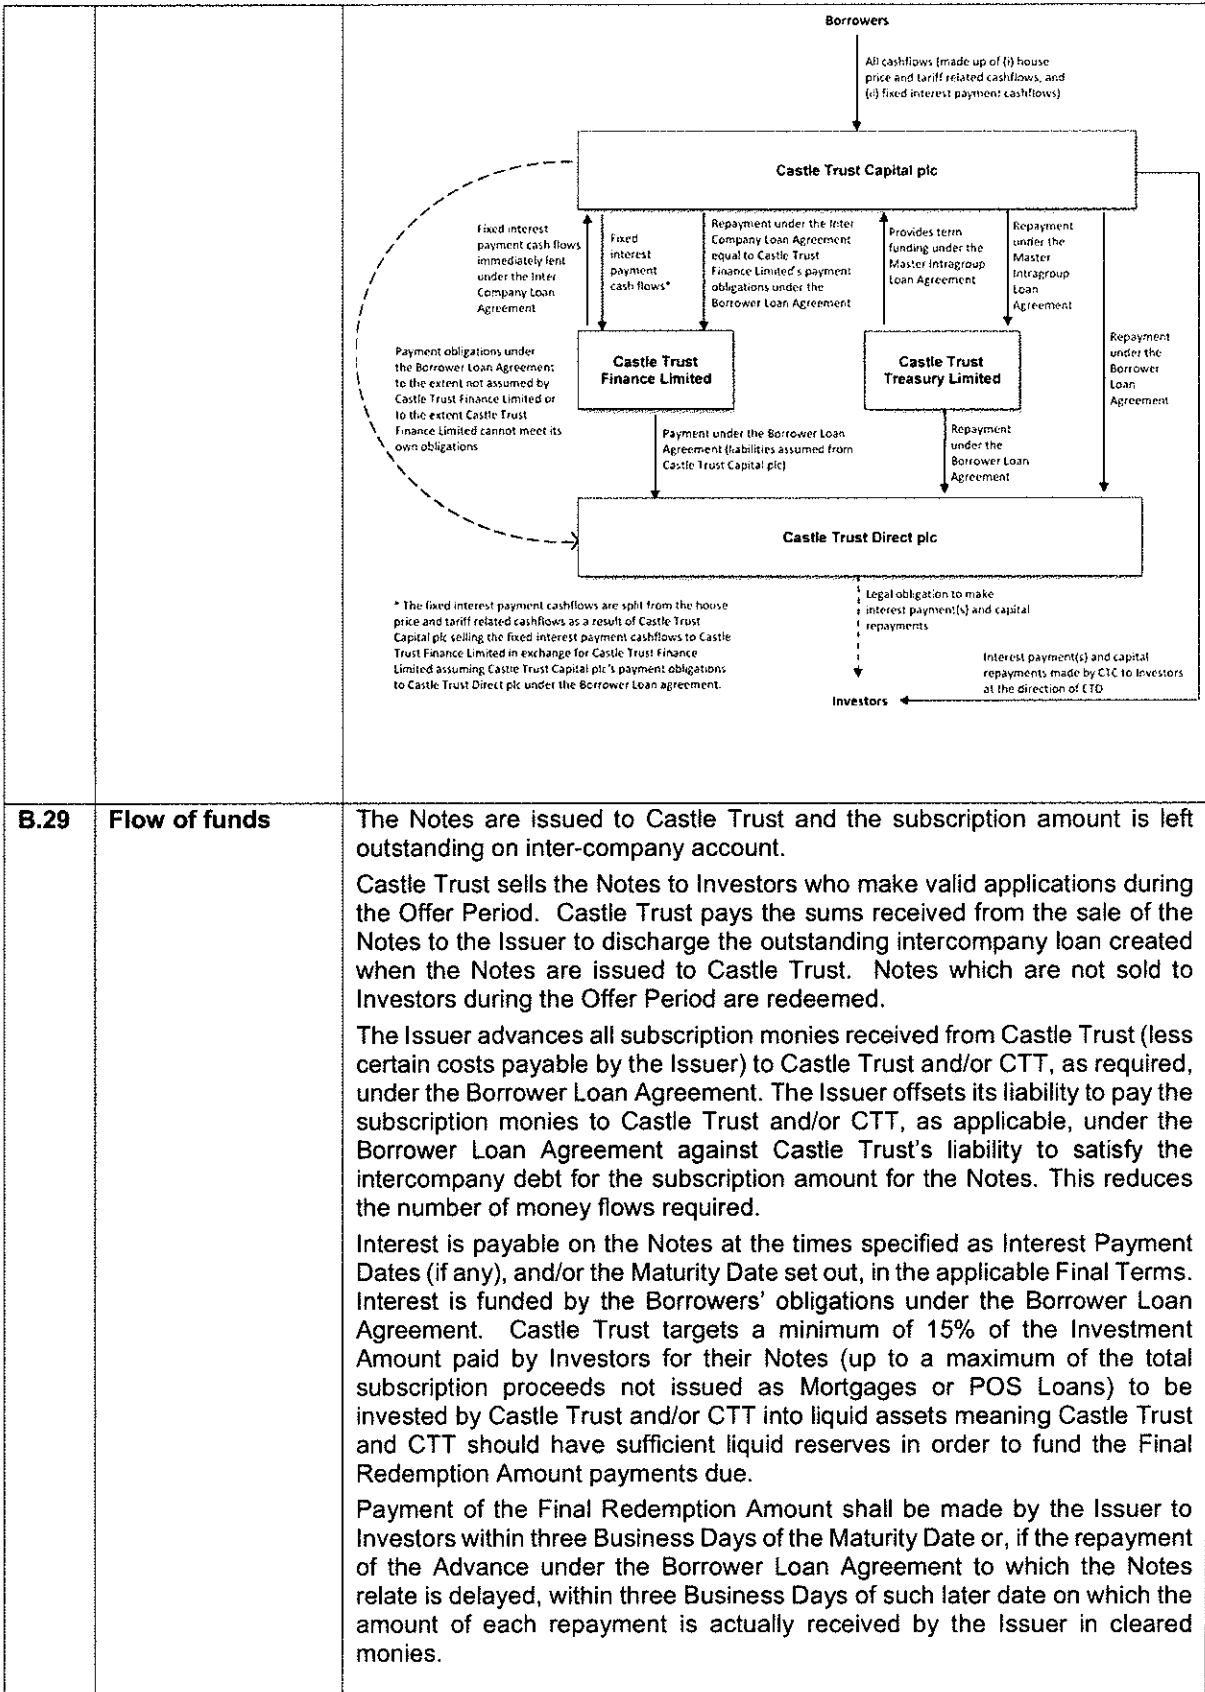 Borrowers
All cashflows (made up of (i) house
price and tariff related cashflows, and
(ii) fixed interest payment cashflows)
Castle Trust Capital plc
Fixed interest
payment cash flows
immediately lent
under the Inter
Company Loan
Agreement
Fixed
interest
payment
cash flows*
Repayment under the Inter
Company Loan Agreement
equal to Castle Trust
Finance Limited's payment
obligations under the
Borrower Loan Agreement
Provides term
funding under the
Master Intragroup
Loan Agreement
Repayment
under the
Master
Intragroup
Loan
Agreement
Repayment
under the
Borrower
Loan
Agreement
Payment obligations under
the Borrower Loan Agreement
to the extent not assumed by
Castle Trust Finance Limited or
to the extent Castle Trust
Finance Limited cannot meet its
own obligations
Castle Trust
Finance Limited
Castle Trust
Treasury Limited
Payment under the Borrower Loan
Agreement (liabilities assumed from
Castle Trust Capital plc)
Repayment
under the
Borrower Loan
Agreement
Castle Trust Direct plc
Legal obligation to make
interest payment(s) and capital
repayments
* The fixed interest payment cashflows are split from the house
price and tariff related cashflows as a result of Castle Trust
Capital plc selling the fixed interest payment cashflows to Castle
Trust Finance Limited in exchange for Castle Trust Finance
Limited assuming Castle Trust Capital plc's payment obligations
to Castle Trust Direct plc under the Borrower Loan agreement.
Interest payment(s) and capital
repayments made by CTC to Investors
at the direction of CTD
Investors
B.29 Flow of funds
The Notes are issued to Castle Trust and the subscription amount is left
outstanding on inter-company account.
Castle Trust sells the Notes to Investors who make valid applications during
the Offer Period. Castle Trust pays the sums received from the sale of the
Notes to the Issuer to discharge the outstanding intercompany loan created
when the Notes are issued to Castle Trust. Notes which are not sold to
Investors during the Offer Period are redeemed.
The Issuer advances all subscription monies received from Castle Trust (less
certain costs payable by the Issuer) to Castle Trust and/or CTT, as required,
under the Borrower Loan Agreement. The Issuer offsets its liability to pay the
subscription monies to Castle Trust and/or CTT, as applicable, under the
Borrower Loan Agreement against Castle Trust's liability to satisfy the
intercompany debt for the subscription amount for the Notes. This reduces
the number of money flows required.
Interest is payable on the Notes at the times specified as Interest Payment
Dates (if any), and/or the Maturity Date set out, in the applicable Final Terms.
Interest is funded by the Borrowers' obligations under the Borrower Loan
Agreement. Castle Trust targets a minimum of 15% of the Investment
Amount paid by Investors for their Notes (up to a maximum of the total
subscription proceeds not issued as Mortgages or POS Loans) to be
invested by Castle Trust and/or CTT into liquid assets meaning Castle Trust
and CTT should have sufficient liquid reserves in order to fund the Final
Redemption Amount payments due.
Payment of the Final Redemption Amount shall be made by the Issuer to
Investors within three Business Days of the Maturity Date or, if the repayment
of the Advance under the Borrower Loan Agreement to which the Notes
relate is delayed, within three Business Days of such later date on which the
amount of each repayment is actually received by the Issuer in cleared
monies.